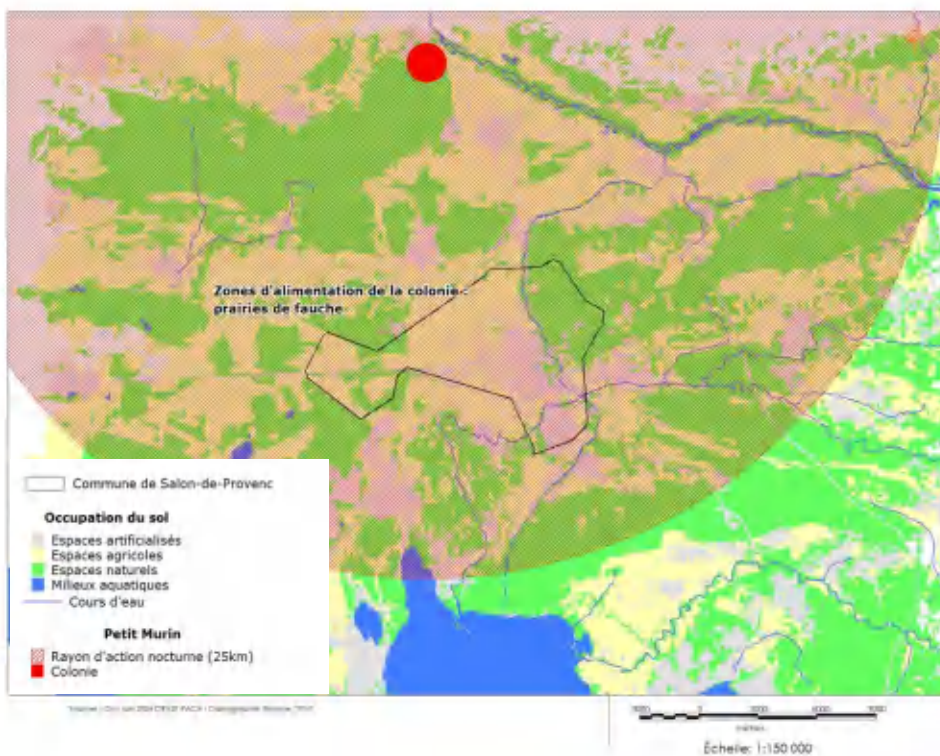 Zones d'alimentation de la colonie :
prairies de fauche
Commune de Salon-de-Provenc
Occupation du sol
Espaces artificialisés
Espaces agricoles
Espaces naturels
Milieux aquatiques
Cours d'eau
Petit Murin
Rayon d'action nocturne (25km)
Colonie
Échelle: 1:150 000